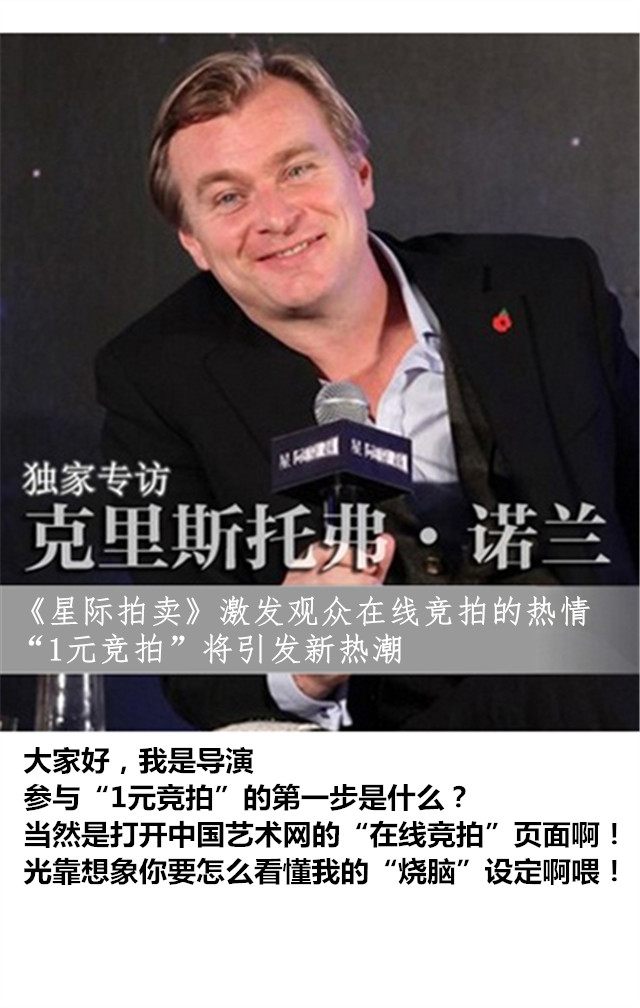 独家专访
克里斯托弗·诺兰
《星际拍卖》激发观众在线竞拍的热情
“1元竞拍”将引发新热潮
大家好，我是导演
参与“1元竞拍”的第一步是什么？
当然是打开中国艺术网的“在线竞拍”页面啊！
光靠想象你要怎么看懂我的“烧脑”设定啊喂！